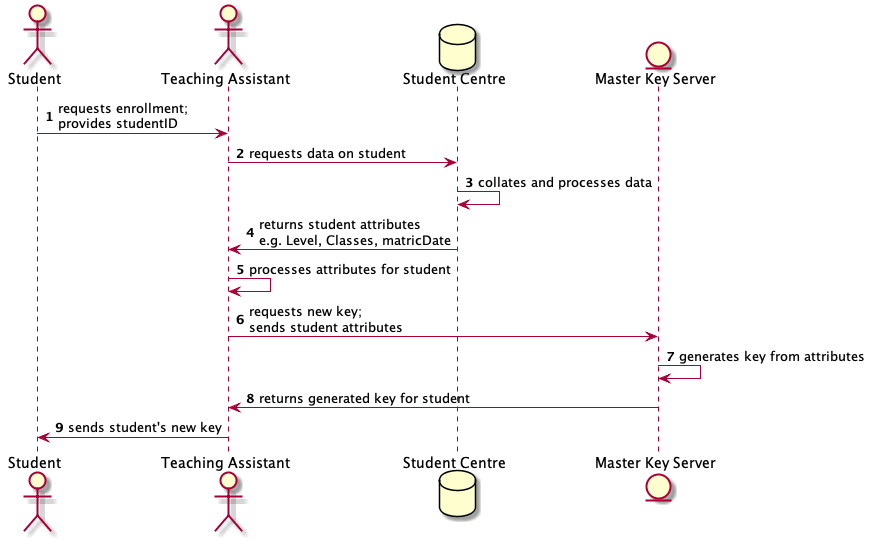 Student
Teaching Assistant
Student Centre
Master Key Server
1 requests enrollment;
provides studentID
2 requests data on student
3 collates and processes data
4 returns student attributes
e.g. Level, Classes, matricDate
5 processes attributes for student
6 requests new key;
sends student attributes
7 generates key from attributes
8 returns generated key for student
9 sends student's new key
Student
Teaching Assistant
Student Centre
Master Key Server